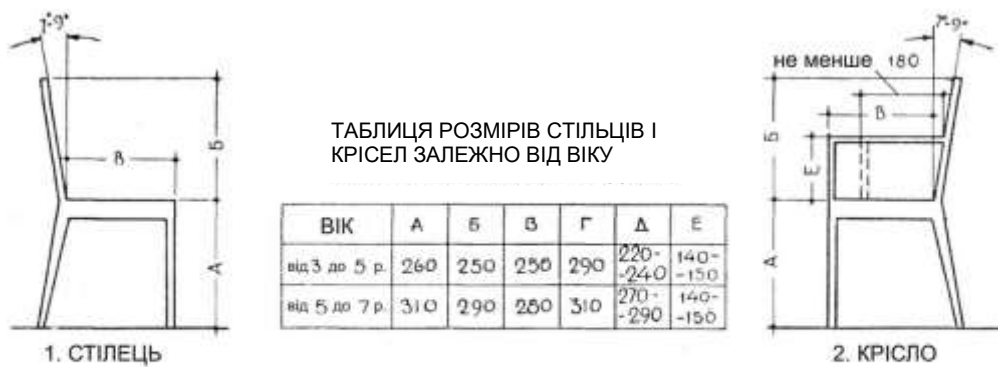 7°-9°
Б
В
А
1. СТІЛЕЦЬ
ТАБЛИЦЯ РОЗМІРІВ СТІЛЬЦІВ І
КРІСЕЛ ЗАЛЕЖНО ВІД ВІКУ
ВІК А Б В Г Д Е
від 3 до 5 р. 260 250 250 290 220-
-240 140-
-150
від 5 до 7 р. 310 290 280 310 270-
-290 140-
-150
7°-9°
не менше 180
В
Б
Е
А
2. КРІСЛО